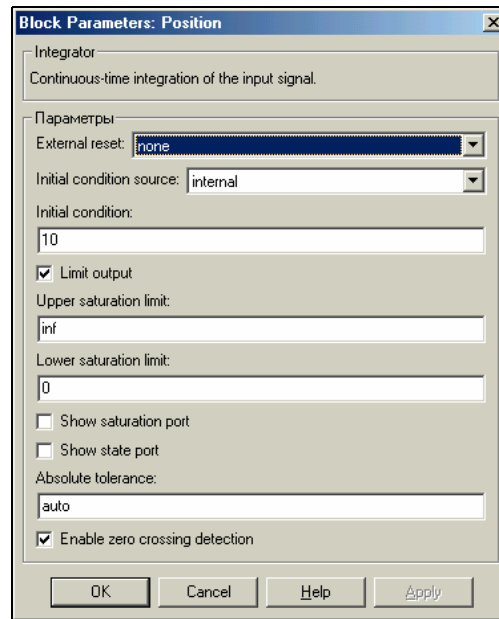 Block Parameters: Position
Integrator
Continuous-time integration of the input signal.
Параметры
External reset: none
Initial condition source: internal
Initial condition:
10
Limit output
Upper saturation limit:
inf
Lower saturation limit:
0
Show saturation port
Show state port
Absolute tolerance:
auto
Enable zero crossing detection
OK Cancel Help Apply